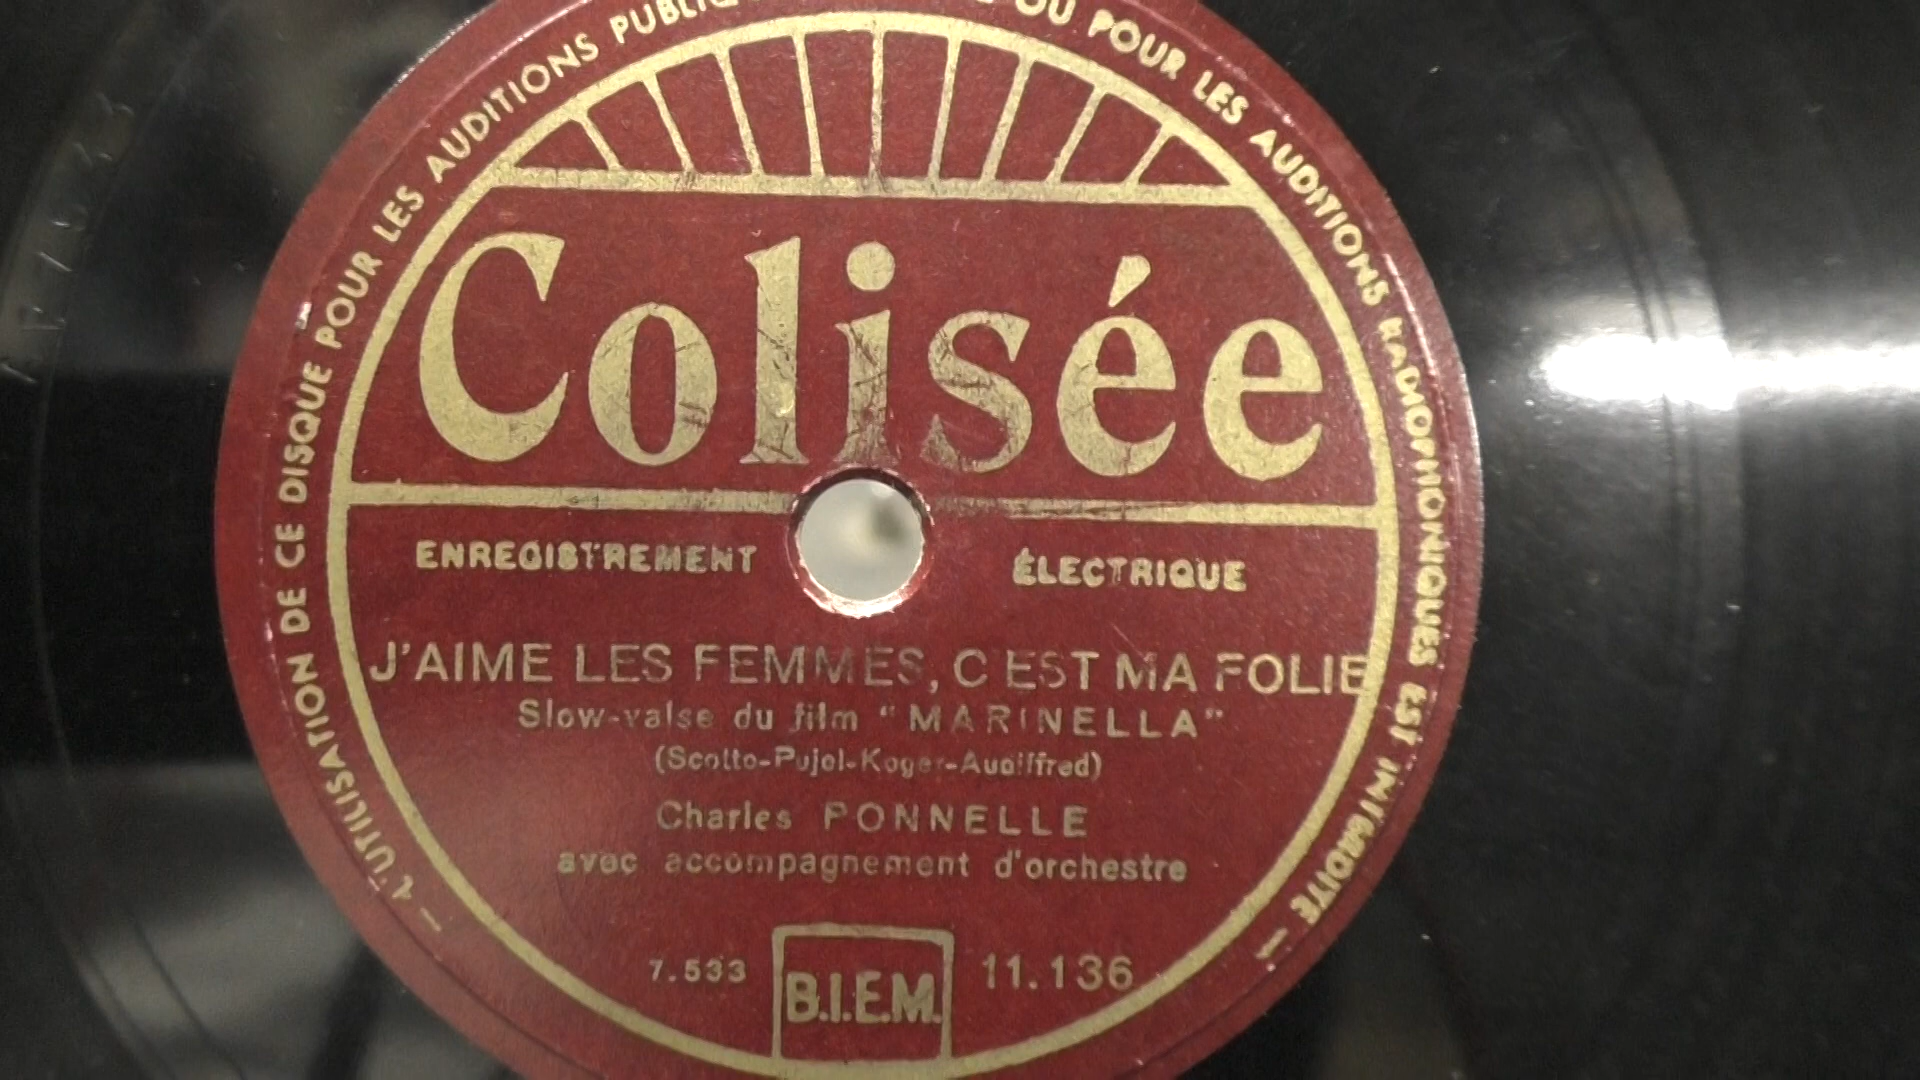 — L'UTILISATION DE CE DISQUE POUR LES AUDITIONS OU POUR LES AUDITIONS RADIOPHONIQUES EST INTERDITE —
Colisée
ENREGISTREMENT ÉLECTRIQUE
J'AIME LES FEMMES, C'EST MA FOLIE
Slow-valse du film "MARINELLA"
(Scotto-Pujol-Koger-Audiffred)
Charles PONNELLE
avec accompagnement d'orchestre
7.533 B.I.E.M. 11.136